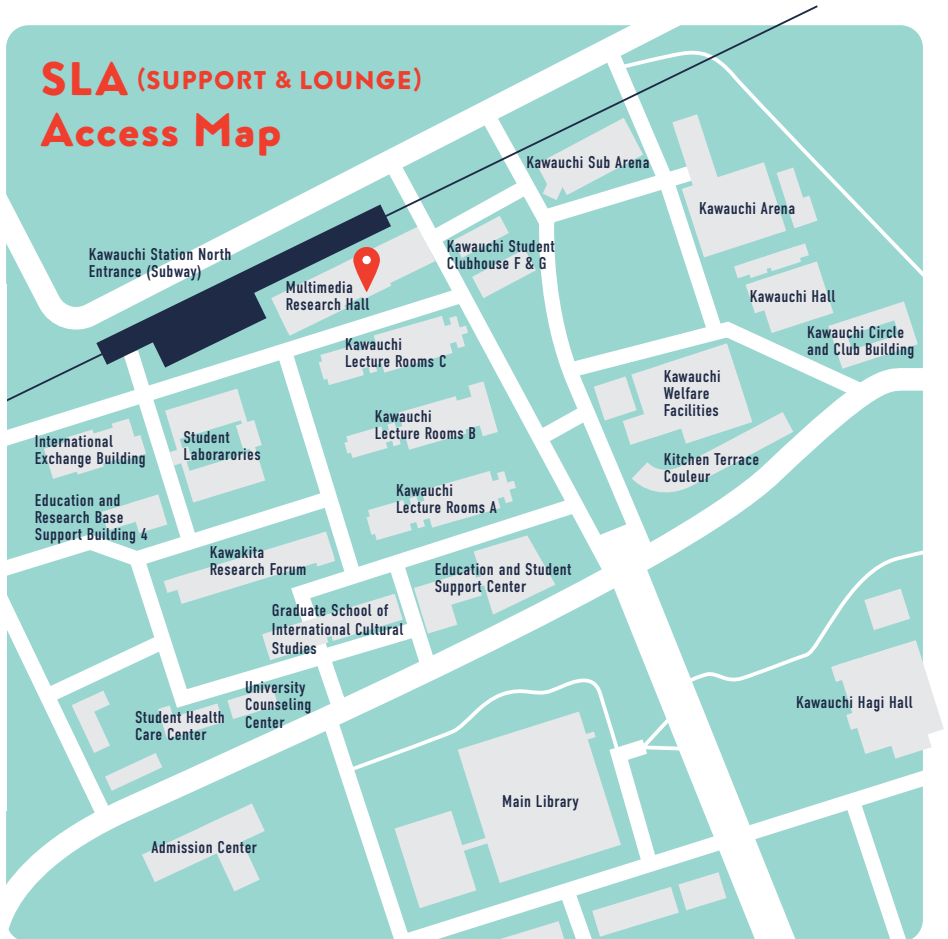 SLA (SUPPORT & LOUNGE)
Access Map
Kawauchi Sub Arena
Kawauchi Arena
Kawauchi Station North
Entrance (Subway)
Kawauchi Student
Clubhouse F & G
Multimedia
Research Hall
Kawauchi Hall
Kawauchi Circle
and Club Building
Kawauchi
Lecture Rooms C
Kawauchi
Welfare
Facilities
Kawauchi
Lecture Rooms B
International
Exchange Building
Student
Laborarories
Kitchen Terrace
Couleur
Kawauchi
Lecture Rooms A
Education and
Research Base
Support Building 4
Kawakita
Research Forum
Education and Student
Support Center
Graduate School of
International Cultural
Studies
University
Counseling
Center
Student Health
Care Center
Kawauchi Hagi Hall
Main Library
Admission Center